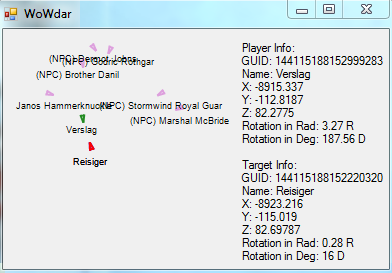 WoWdar
(NPC) Dermot Johns
(NPC) Godric Rothgar
(NPC) Brother Danil
Janos Hammerknuckle
(NPC) Stormwind Royal Guar
(NPC) Marshal McBride
Verslag
Reisiger
Player Info:
GUID: 144115188152999283
Name: Verslag
X: -8915.337
Y: -112.8187
Z: 82.2775
Rotation in Rad: 3.27 R
Rotation in Deg: 187.56 D
Target Info:
GUID: 144115188152220320
Name: Reisiger
X: -8923.216
Y: -115.019
Z: 82.69787
Rotation in Rad: 0.28 R
Rotation in Deg: 16 D